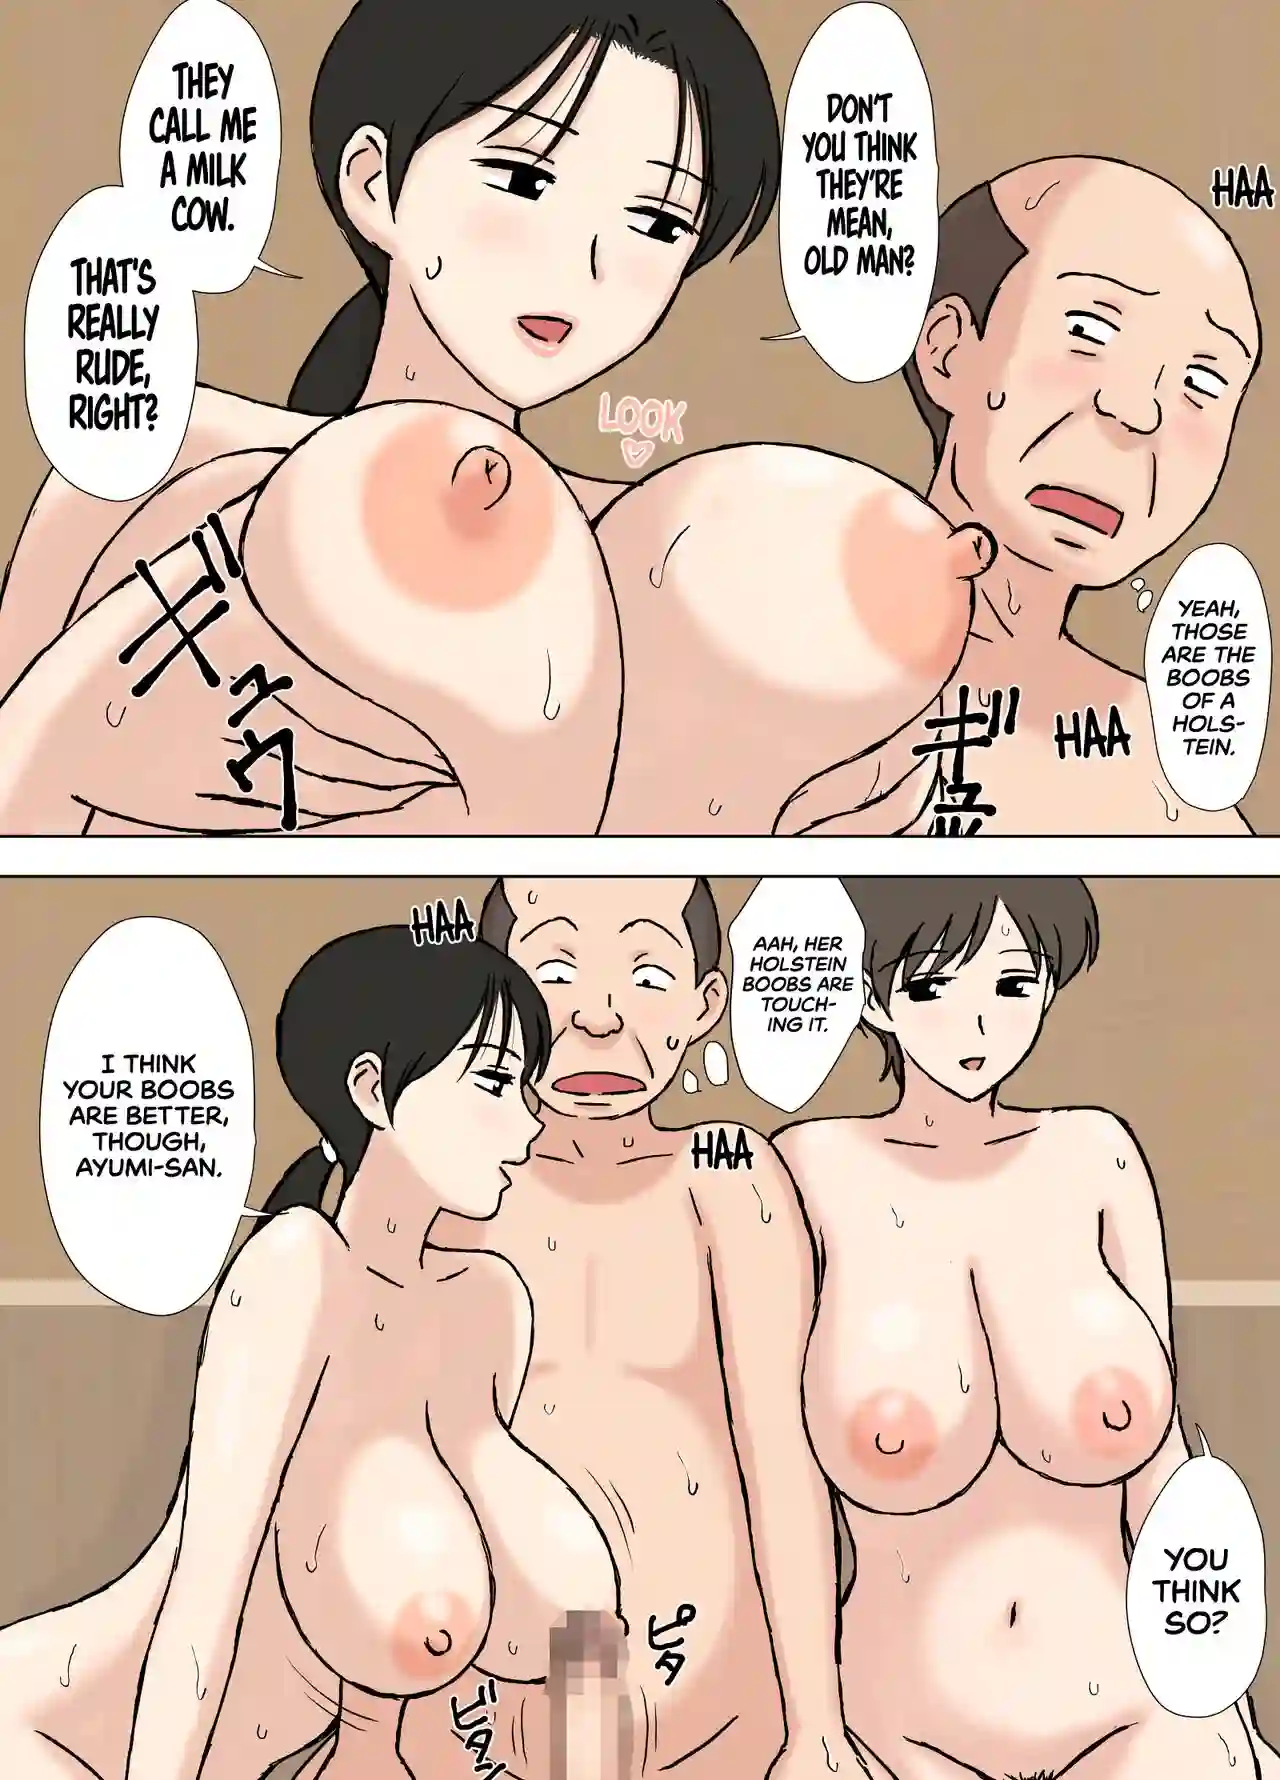 THEY
CALL ME
A MILK
COW.
THAT'S
REALLY
RUDE,
RIGHT?
DON'T
YOU THINK
THEY'RE
MEAN,
OLD MAN?
HAA
LOOK
YEAH,
THOSE
ARE THE
BOOBS
OF A
HOLS-
TEIN.
HAA
ギュウ
HAA
AAH, HER
HOLSTEIN
BOOBS ARE
TOUCH-
ING IT.
I THINK
YOUR BOOBS
ARE BETTER,
THOUGH,
AYUMI-SAN.
HAA
YOU
THINK
SO?
ピタ